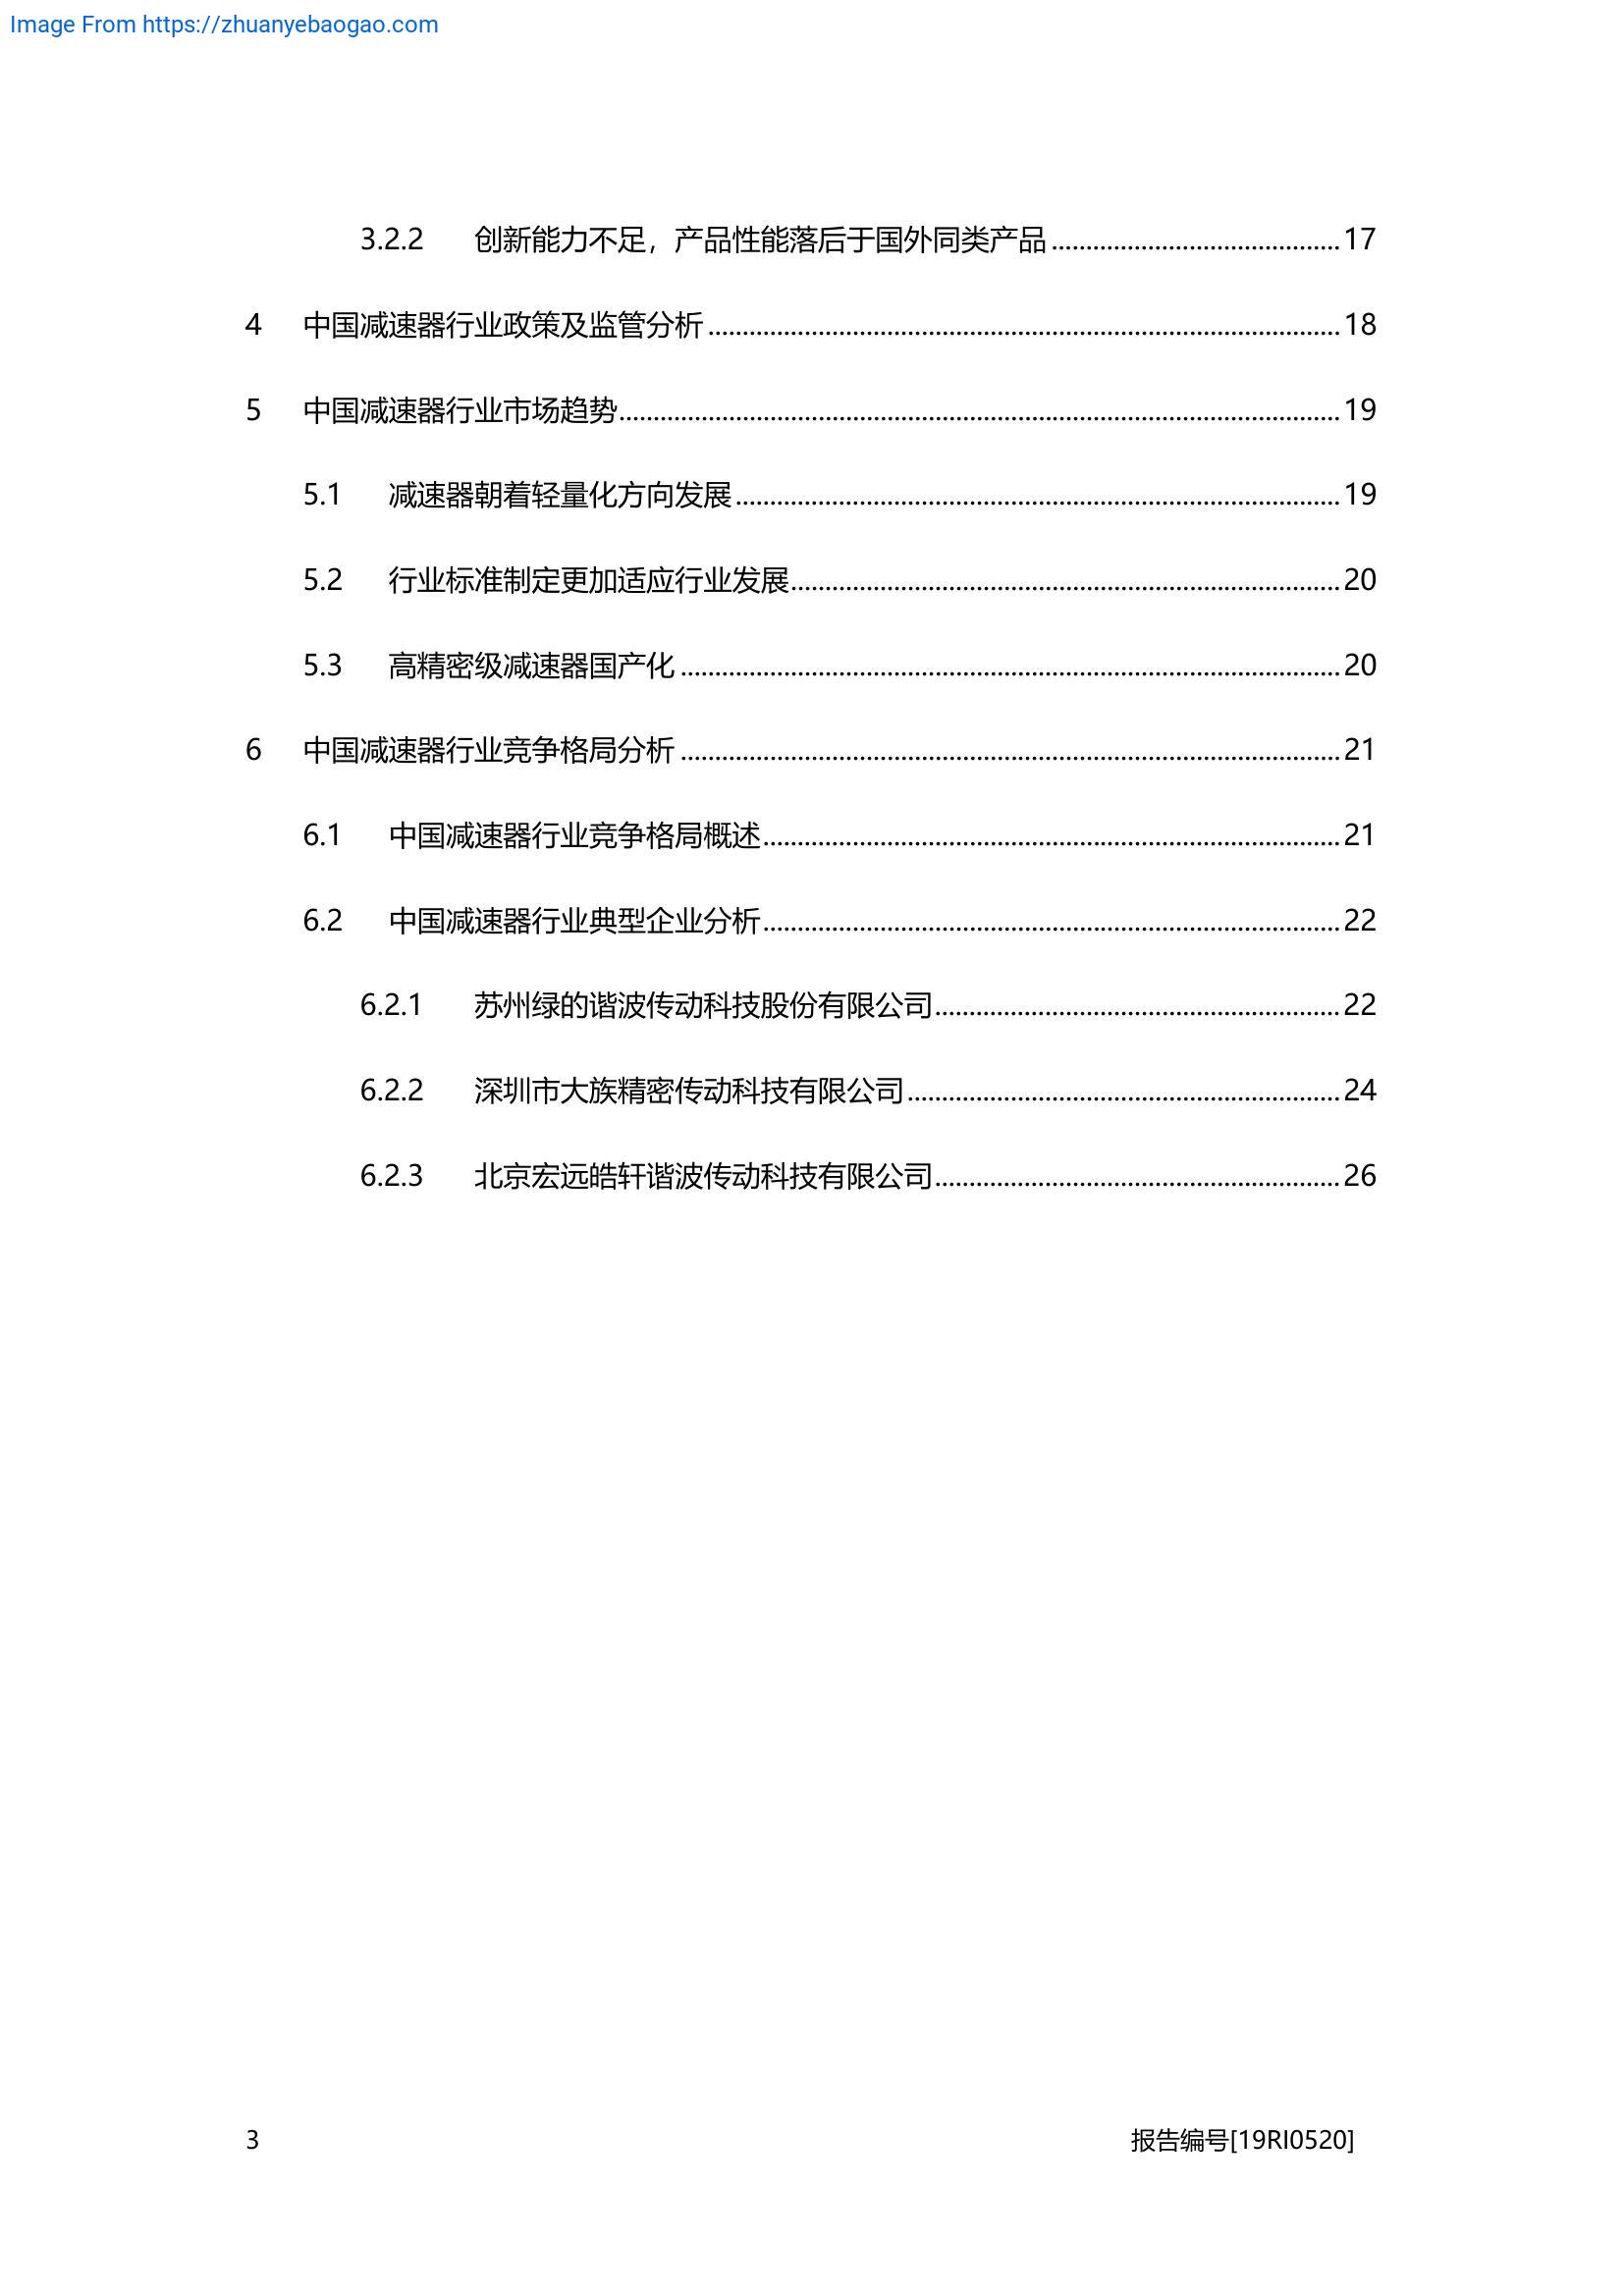 Image From https://zhuanyebaogao.com
3.2.2 创新能力不足，产品性能落后于国外同类产品 ........................................ 17
4 中国减速器行业政策及监管分析 ........................................ 18
5 中国减速器行业市场趋势 ........................................ 19
5.1 减速器朝着轻量化方向发展 ........................................ 19
5.2 行业标准制定更加适应行业发展 ........................................ 20
5.3 高精密级减速器国产化 ........................................ 20
6 中国减速器行业竞争格局分析 ........................................ 21
6.1 中国减速器行业竞争格局概述 ........................................ 21
6.2 中国减速器行业典型企业分析 ........................................ 22
6.2.1 苏州绿的谐波传动科技股份有限公司 ........................................ 22
6.2.2 深圳市大族精密传动科技有限公司 ........................................ 24
6.2.3 北京宏远皓轩谐波传动科技有限公司 ........................................ 26
3 报告编号[19RI0520]